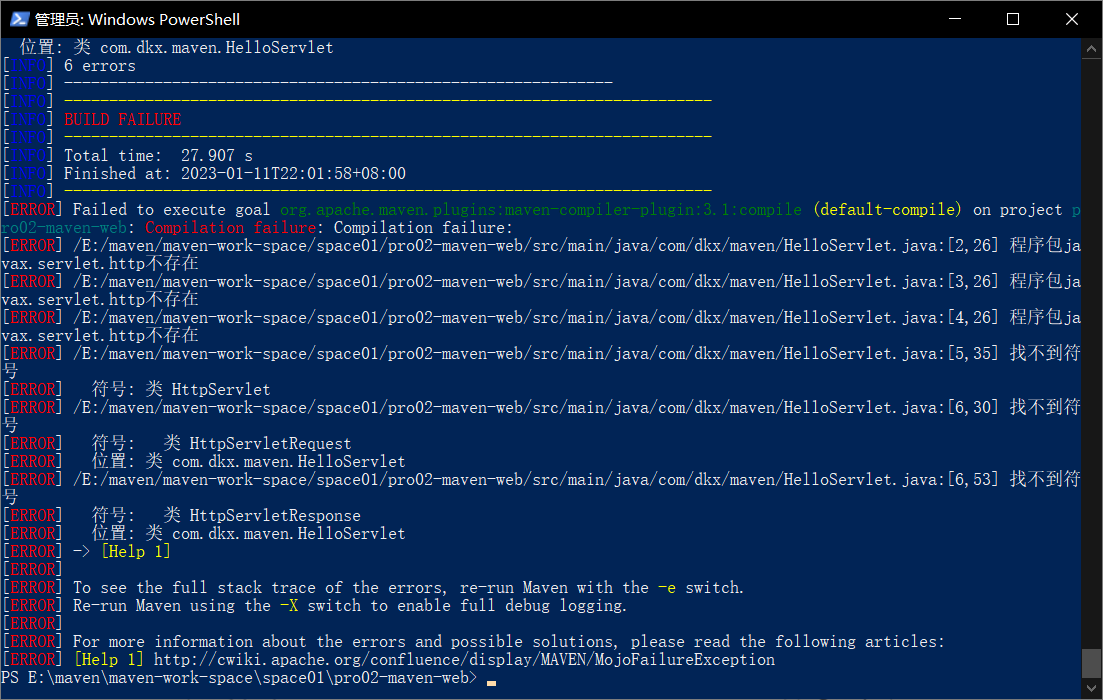 管理员: Windows PowerShell
位置: 类 com.dkx.maven.HelloServlet
[INFO] 6 errors
[INFO] -------------------------------------------------------------
[INFO] ------------------------------------------------------------------------
[INFO] BUILD FAILURE
[INFO] ------------------------------------------------------------------------
[INFO] Total time:  27.907 s
[INFO] Finished at: 2023-01-11T22:01:58+08:00
[INFO] ------------------------------------------------------------------------
[ERROR] Failed to execute goal org.apache.maven.plugins:maven-compiler-plugin:3.1:compile (default-compile) on project p
ro02-maven-web: Compilation failure: Compilation failure:
[ERROR] /E:/maven/maven-work-space/space01/pro02-maven-web/src/main/java/com/dkx/maven/HelloServlet.java:[2,26] 程序包ja
vax.servlet.http不存在
[ERROR] /E:/maven/maven-work-space/space01/pro02-maven-web/src/main/java/com/dkx/maven/HelloServlet.java:[3,26] 程序包ja
vax.servlet.http不存在
[ERROR] /E:/maven/maven-work-space/space01/pro02-maven-web/src/main/java/com/dkx/maven/HelloServlet.java:[4,26] 程序包ja
vax.servlet.http不存在
[ERROR] /E:/maven/maven-work-space/space01/pro02-maven-web/src/main/java/com/dkx/maven/HelloServlet.java:[5,35] 找不到符
号
[ERROR]   符号: 类 HttpServlet
[ERROR] /E:/maven/maven-work-space/space01/pro02-maven-web/src/main/java/com/dkx/maven/HelloServlet.java:[6,30] 找不到符
号
[ERROR]   符号:   类 HttpServletRequest
[ERROR]   位置: 类 com.dkx.maven.HelloServlet
[ERROR] /E:/maven/maven-work-space/space01/pro02-maven-web/src/main/java/com/dkx/maven/HelloServlet.java:[6,53] 找不到符
号
[ERROR]   符号:   类 HttpServletResponse
[ERROR]   位置: 类 com.dkx.maven.HelloServlet
[ERROR] -> [Help 1]
[ERROR]
[ERROR] To see the full stack trace of the errors, re-run Maven with the -e switch.
[ERROR] Re-run Maven using the -X switch to enable full debug logging.
[ERROR]
[ERROR] For more information about the errors and possible solutions, please read the following articles:
[ERROR] [Help 1] http://cwiki.apache.org/confluence/display/MAVEN/MojoFailureException
PS E:\maven\maven-work-space\space01\pro02-maven-web>